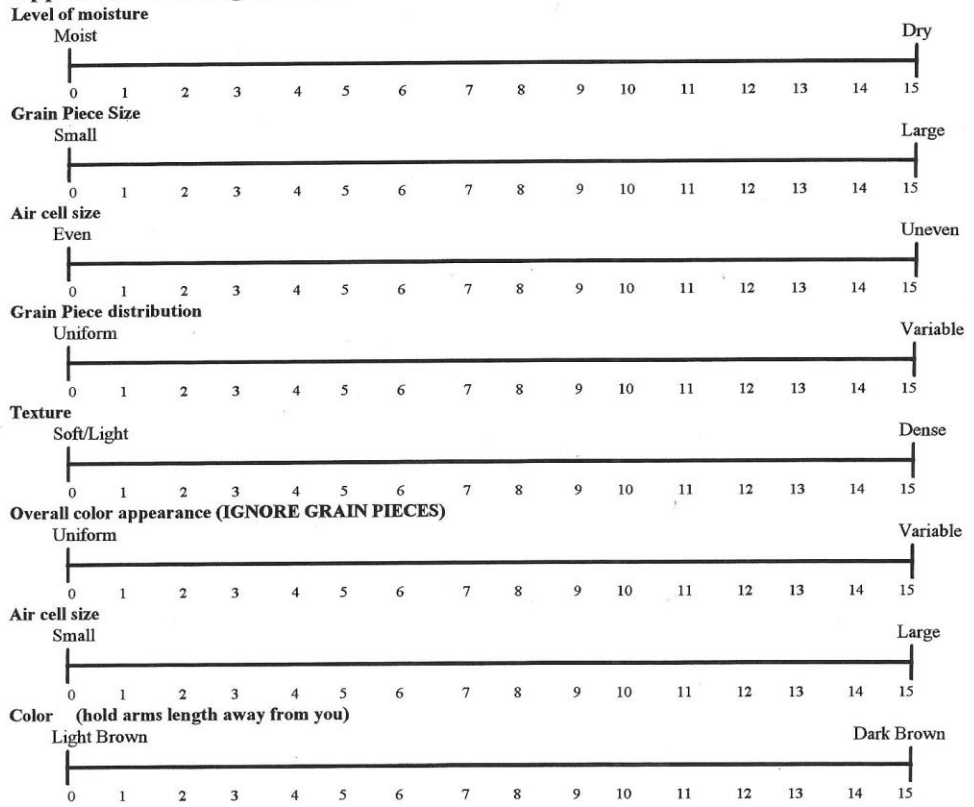 Level of moisture
Moist Dry
0 1 2 3 4 5 6 7 8 9 10 11 12 13 14 15
Grain Piece Size
Small Large
0 1 2 3 4 5 6 7 8 9 10 11 12 13 14 15
Air cell size
Even Uneven
0 1 2 3 4 5 6 7 8 9 10 11 12 13 14 15
Grain Piece distribution
Uniform Variable
0 1 2 3 4 5 6 7 8 9 10 11 12 13 14 15
Texture
Soft/Light Dense
0 1 2 3 4 5 6 7 8 9 10 11 12 13 14 15
Overall color appearance (IGNORE GRAIN PIECES)
Uniform Variable
0 1 2 3 4 5 6 7 8 9 10 11 12 13 14 15
Air cell size
Small Large
0 1 2 3 4 5 6 7 8 9 10 11 12 13 14 15
Color (hold arms length away from you)
Light Brown Dark Brown
0 1 2 3 4 5 6 7 8 9 10 11 12 13 14 15